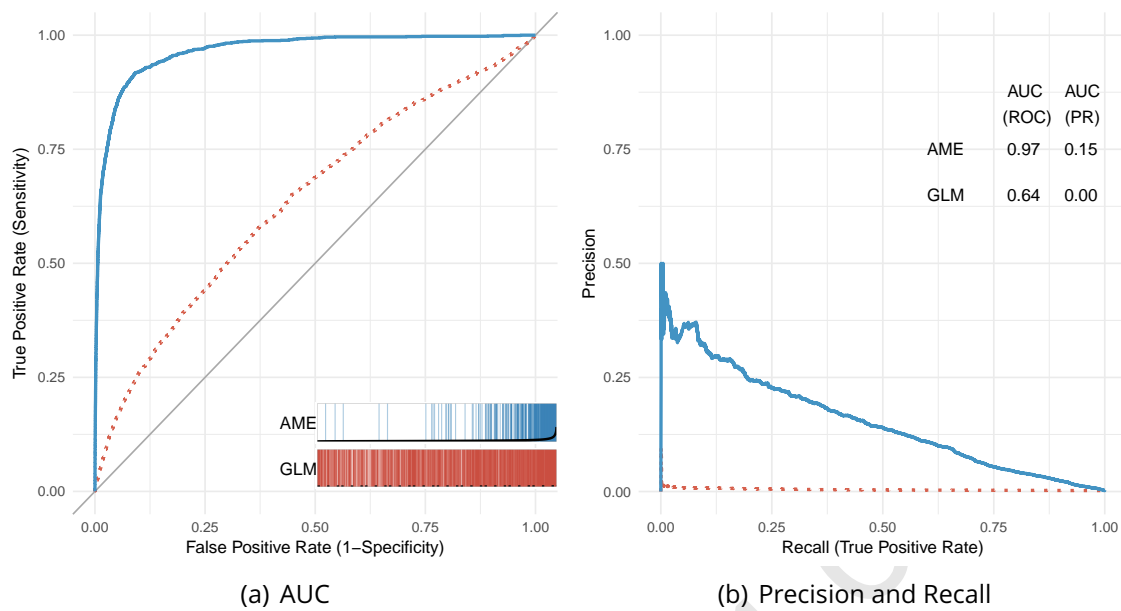 1.00
0.75
0.50
0.25
0.00
True Positive Rate (Sensitivity)
AME
GLM
0.00 0.25 0.50 0.75 1.00
False Positive Rate (1−Specificity)
(a) AUC
1.00
0.75
0.50
0.25
0.00
Precision
AUC AUC
(ROC) (PR)
AME 0.97 0.15
GLM 0.64 0.00
0.00 0.25 0.50 0.75 1.00
Recall (True Positive Rate)
(b) Precision and Recall